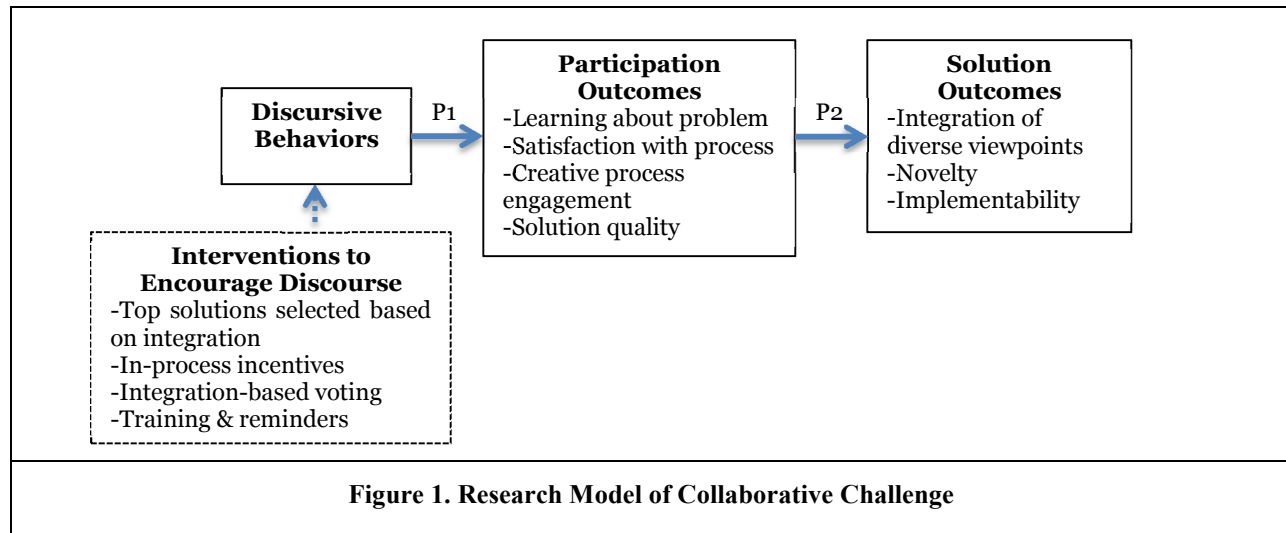 Discursive
Behaviors
P1
Participation
Outcomes
-Learning about problem
-Satisfaction with process
-Creative process
engagement
-Solution quality
P2
Solution
Outcomes
-Integration of
diverse viewpoints
-Novelty
-Implementability
Interventions to
Encourage Discourse
-Top solutions selected based
on integration
-In-process incentives
-Integration-based voting
-Training & reminders
Figure 1. Research Model of Collaborative Challenge